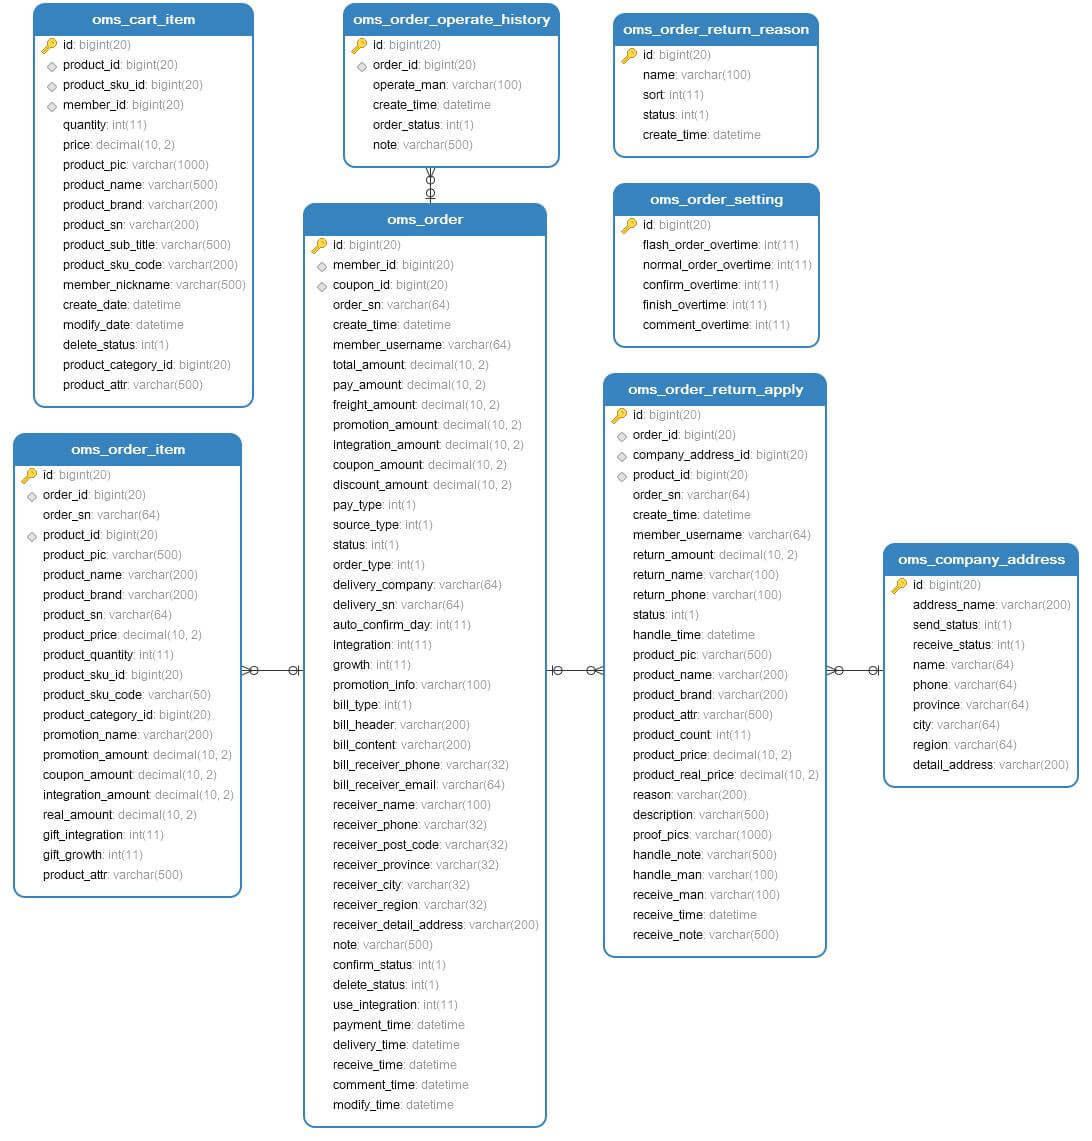 oms_cart_item
id: bigint(20)
product_id: bigint(20)
product_sku_id: bigint(20)
member_id: bigint(20)
quantity: int(11)
price: decimal(10, 2)
product_pic: varchar(1000)
product_name: varchar(500)
product_brand: varchar(200)
product_sn: varchar(200)
product_sub_title: varchar(500)
product_sku_code: varchar(200)
member_nickname: varchar(500)
create_date: datetime
modify_date: datetime
delete_status: int(1)
product_category_id: bigint(20)
product_attr: varchar(500)
oms_order_operate_history
id: bigint(20)
order_id: bigint(20)
operate_man: varchar(100)
create_time: datetime
order_status: int(1)
note: varchar(500)
oms_order_return_reason
id: bigint(20)
name: varchar(100)
sort: int(11)
status: int(1)
create_time: datetime
oms_order_setting
id: bigint(20)
flash_order_overtime: int(11)
normal_order_overtime: int(11)
confirm_overtime: int(11)
finish_overtime: int(11)
comment_overtime: int(11)
oms_order_item
id: bigint(20)
order_id: bigint(20)
order_sn: varchar(64)
product_id: bigint(20)
product_pic: varchar(500)
product_name: varchar(200)
product_brand: varchar(200)
product_sn: varchar(64)
product_price: decimal(10, 2)
product_quantity: int(11)
product_sku_id: bigint(20)
product_sku_code: varchar(50)
product_category_id: bigint(20)
promotion_name: varchar(200)
promotion_amount: decimal(10, 2)
coupon_amount: decimal(10, 2)
integration_amount: decimal(10, 2)
real_amount: decimal(10, 2)
gift_integration: int(11)
gift_growth: int(11)
product_attr: varchar(500)
oms_order
id: bigint(20)
member_id: bigint(20)
coupon_id: bigint(20)
order_sn: varchar(64)
create_time: datetime
member_username: varchar(64)
total_amount: decimal(10, 2)
pay_amount: decimal(10, 2)
freight_amount: decimal(10, 2)
promotion_amount: decimal(10, 2)
integration_amount: decimal(10, 2)
coupon_amount: decimal(10, 2)
discount_amount: decimal(10, 2)
pay_type: int(1)
source_type: int(1)
status: int(1)
order_type: int(1)
delivery_company: varchar(64)
delivery_sn: varchar(64)
auto_confirm_day: int(11)
integration: int(11)
growth: int(11)
promotion_info: varchar(100)
bill_type: int(1)
bill_header: varchar(200)
bill_content: varchar(200)
bill_receiver_phone: varchar(32)
bill_receiver_email: varchar(64)
receiver_name: varchar(100)
receiver_phone: varchar(32)
receiver_post_code: varchar(32)
receiver_province: varchar(32)
receiver_city: varchar(32)
receiver_region: varchar(32)
receiver_detail_address: varchar(200)
note: varchar(500)
confirm_status: int(1)
delete_status: int(1)
use_integration: int(11)
payment_time: datetime
delivery_time: datetime
receive_time: datetime
comment_time: datetime
modify_time: datetime
oms_order_return_apply
id: bigint(20)
order_id: bigint(20)
company_address_id: bigint(20)
product_id: bigint(20)
order_sn: varchar(64)
create_time: datetime
member_username: varchar(64)
return_amount: decimal(10, 2)
return_name: varchar(100)
return_phone: varchar(100)
status: int(1)
handle_time: datetime
product_pic: varchar(500)
product_name: varchar(200)
product_brand: varchar(200)
product_attr: varchar(500)
product_count: int(11)
product_price: decimal(10, 2)
product_real_price: decimal(10, 2)
reason: varchar(200)
description: varchar(500)
proof_pics: varchar(1000)
handle_note: varchar(500)
handle_man: varchar(100)
receive_man: varchar(100)
receive_time: datetime
receive_note: varchar(500)
oms_company_address
id: bigint(20)
address_name: varchar(200)
send_status: int(1)
receive_status: int(1)
name: varchar(64)
phone: varchar(64)
province: varchar(64)
city: varchar(64)
region: varchar(64)
detail_address: varchar(200)